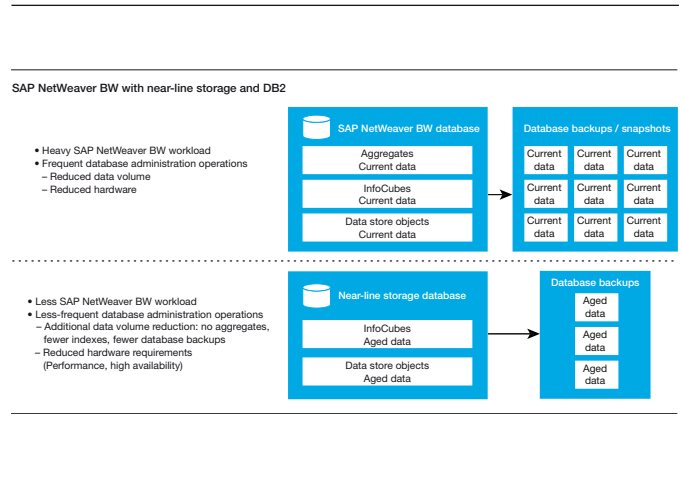 SAP NetWeaver BW with near-line storage and DB2
• Heavy SAP NetWeaver BW workload
• Frequent database administration operations
– Reduced data volume
– Reduced hardware
SAP NetWeaver BW database
Aggregates
Current data
InfoCubes
Current data
Data store objects
Current data
Database backups / snapshots
Current Current Current
data data data
Current Current Current
data data data
Current Current Current
data data data
• Less SAP NetWeaver BW workload
• Less-frequent database administration operations
– Additional data volume reduction: no aggregates,
fewer indexes, fewer database backups
– Reduced hardware requirements
(Performance, high availability)
Near-line storage database
InfoCubes
Aged data
Data store objects
Aged data
Database backups
Aged
data
Aged
data
Aged
data